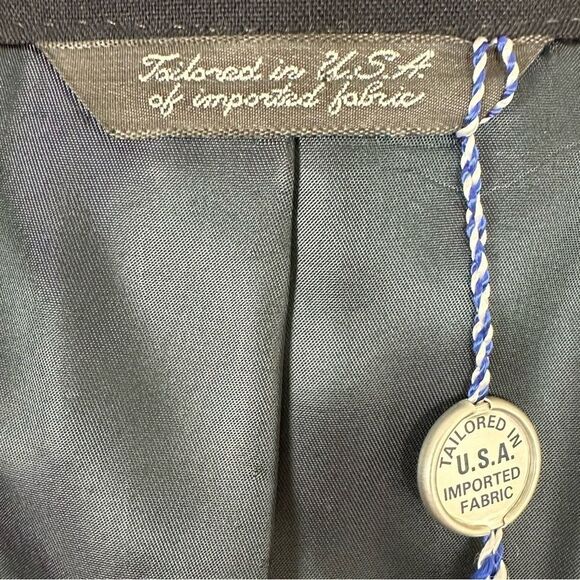 Tailored in U.S.A.
of imported fabric
TAILORED IN
U.S.A.
IMPORTED
FABRIC